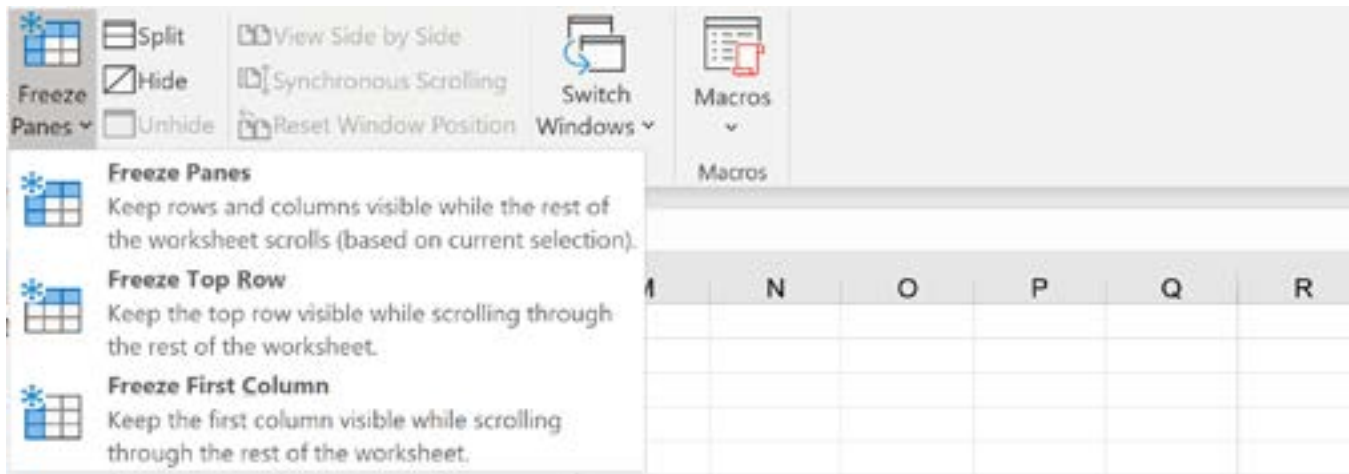 Freeze
Panes
Split
Hide
Unhide
View Side by Side
Synchronous Scrolling
Reset Window Position
Switch
Windows
Macros
Macros
Freeze Panes
Keep rows and columns visible while the rest of
the worksheet scrolls (based on current selection).
Freeze Top Row
Keep the top row visible while scrolling through
the rest of the worksheet.
Freeze First Column
Keep the first column visible while scrolling
through the rest of the worksheet.
N O P Q R